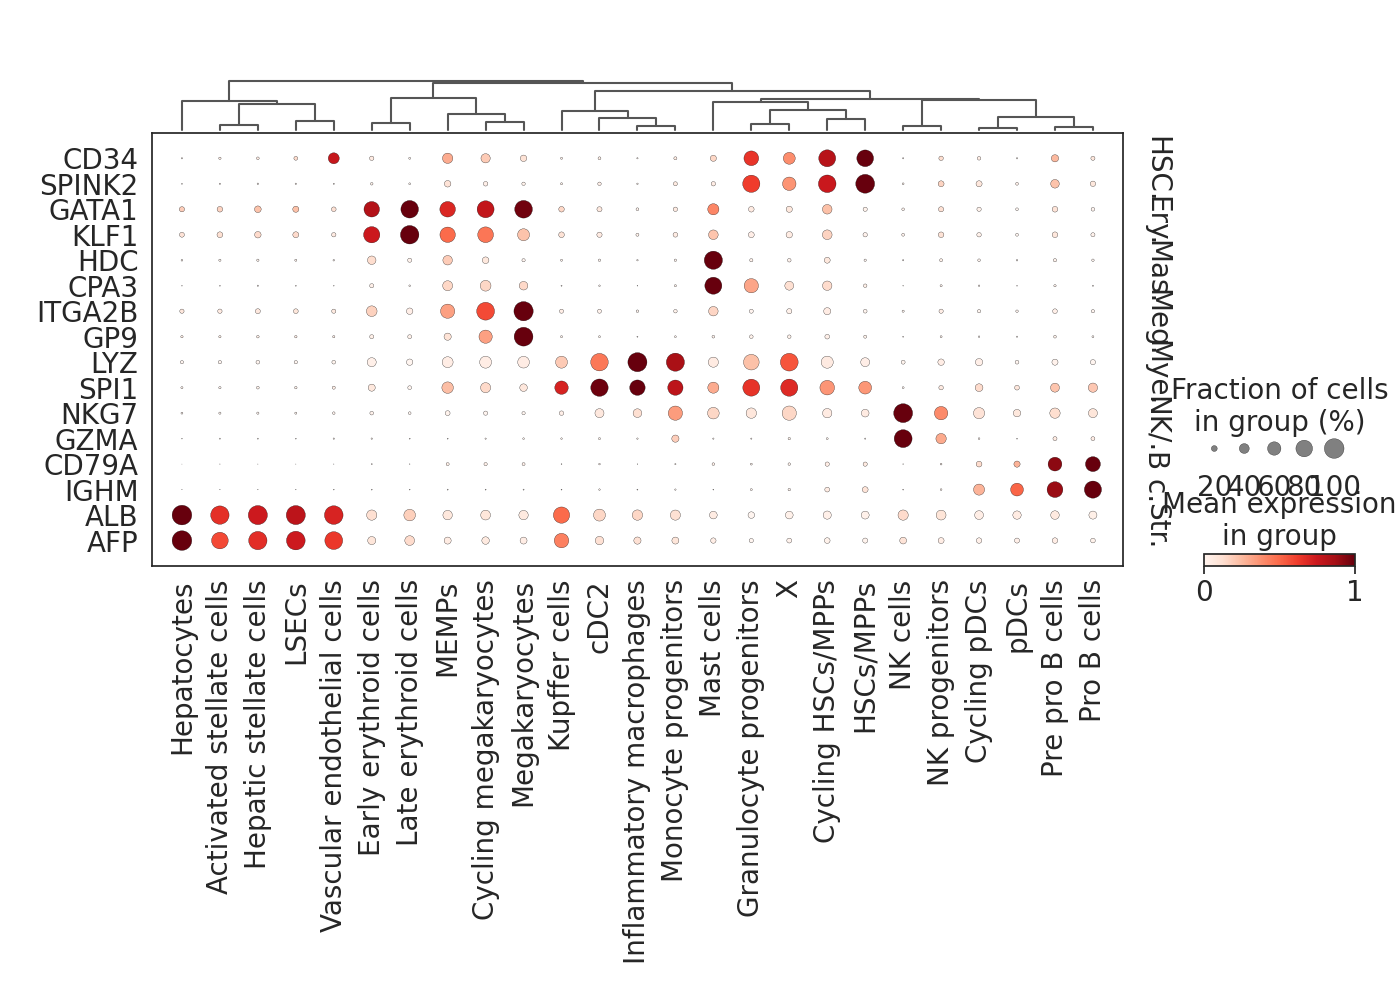 CD34
SPINK2
GATA1
KLF1
HDC
CPA3
ITGA2B
GP9
LYZ
SPI1
NKG7
GZMA
CD79A
IGHM
ALB
AFP
Hepatocytes
Activated stellate cells
Hepatic stellate cells
LSECs
Vascular endothelial cells
Early erythroid cells
Late erythroid cells
MEMPs
Cycling megakaryocytes
Megakaryocytes
Kupffer cells
cDC2
Inflammatory macrophages
Monocyte progenitors
Mast cells
Granulocyte progenitors
X
Cycling HSCs/MPPs
HSCs/MPPs
NK cells
NK progenitors
Cycling pDCs
pDCs
Pre pro B cells
Pro B cells
HSC.
Ery.
Mas.
Meg.
Mye.
NK/.
B c.
Str.
Fraction of cells
in group (%)
20 40 60 80 100
Mean expression
in group
0 1